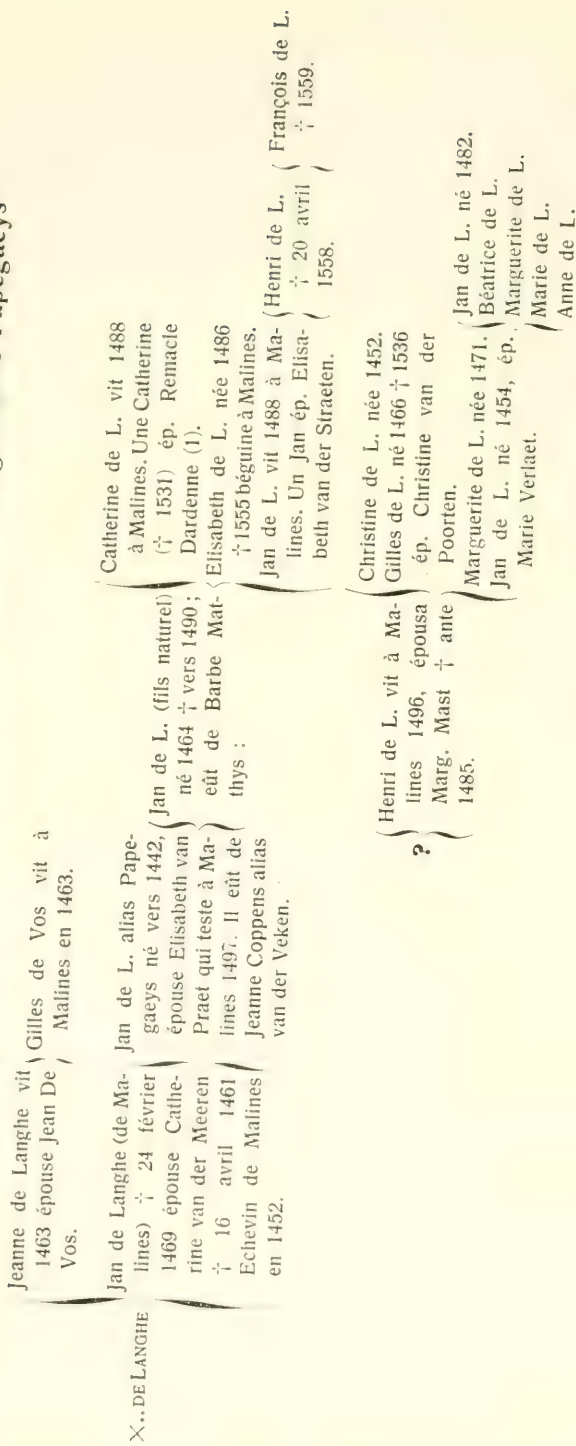 Papegaeys
Jeanne de Langhe vit
1463 épouse Jean De
Vos.
Gilles de Vos vit à
Malines en 1463.
X..DE LANGHE
Jan de Langhe (de Ma-
lines) † 24 février
1469 épouse Cathe-
rine van der Meeren
† 16 avril 1461
Echevin de Malines
en 1452.
Jan de L. alias Pape-
gaeys né vers 1442,
épouse Elisabeth van
Praet qui teste à Ma-
lines 1497. Il eût de
Jeanne Coppens alias
van der Veken.
Jan de L. (fils naturel)
né 1464 † vers 1490 ;
eût de Barbe Mat-
thys :
Catherine de L. vit 1488
à Malines. Une Catherine
(† 1531) ép. Remacle
Dardenne (1).
Elisabeth de L. née 1486
† 1555 béguine à Malines.
Jan de L. vit 1488 à Ma-
lines. Un Jan ép. Elisa-
beth van der Straeten.
Henri de L.
† 20 avril
1558.
François de L.
† 1559.
?
Henri de L. vit à Ma-
lines 1496, épousa
Marg. Mast † ante
1485.
Christine de L. née 1452.
Gilles de L. né 1466 † 1536
ép. Christine van der
Poorten.
Marguerite de L. née 1471.
Jan de L. né 1454, ép.
Marie Verlaet.
Jan de L. né 1482.
Béatrice de L.
Marguerite de L.
Marie de L.
Anne de L.